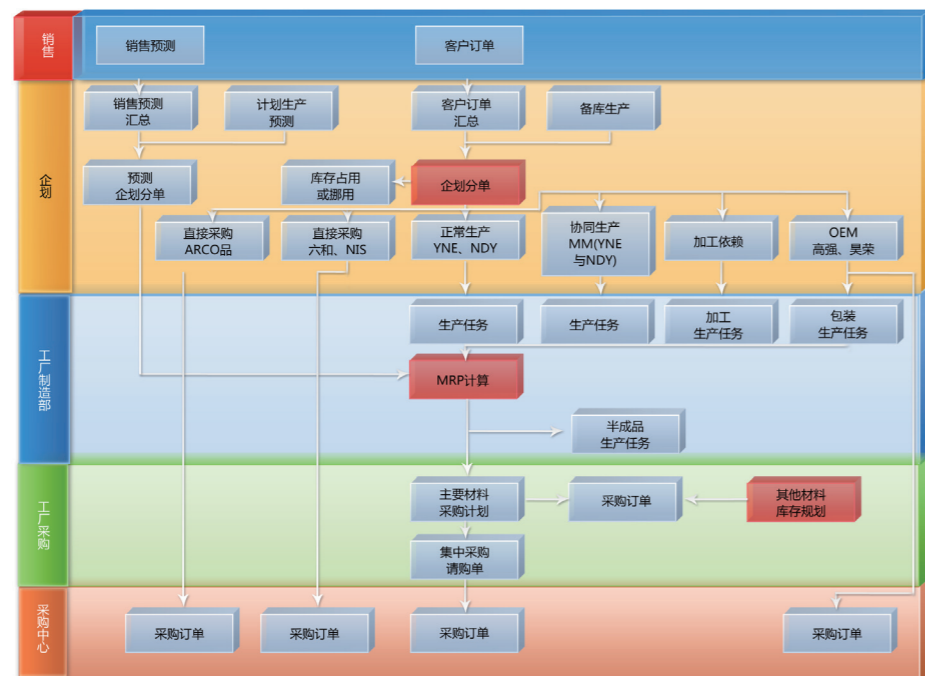 销售
销售预测
客户订单
企划
销售预测
汇总
计划生产
预测
客户订单
汇总
备库生产
预测
企划分单
库存占用
或挪用
企划分单
直接采购
ARCO品
直接采购
六和、NIS
正常生产
YNE、NDY
协同生产
MM(YNE
与NDY)
加工依赖
OEM
高强、昊荣
工厂制造部
生产任务
生产任务
加工
生产任务
包装
生产任务
MRP计算
半成品
生产任务
工厂采购
主要材料
采购计划
采购订单
其他材料
库存规划
集中采购
请购单
采购中心
采购订单
采购订单
采购订单
采购订单